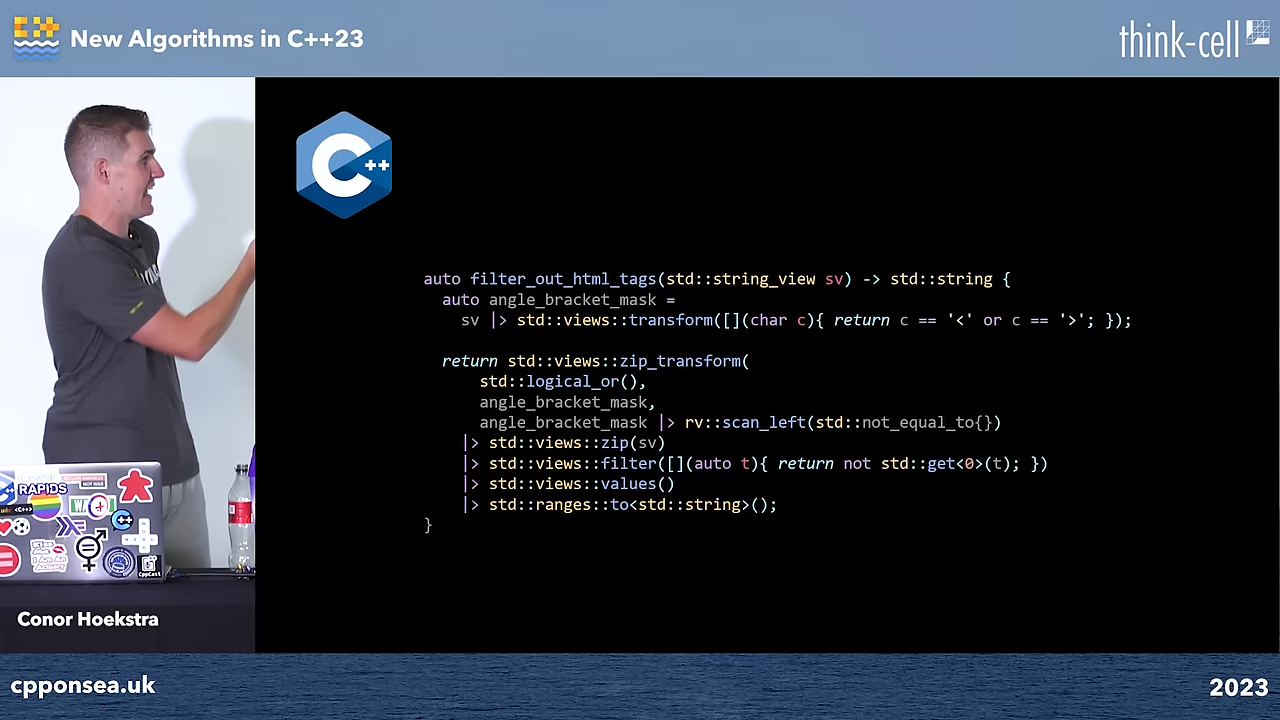 New Algorithms in C++23
think-cell
C++
auto filter_out_html_tags(std::string_view sv) -> std::string {
  auto angle_bracket_mask =
    sv |> std::views::transform([](char c){ return c == '<' or c == '>'; });
  return std::views::zip_transform(
      std::logical_or(),
      angle_bracket_mask,
      angle_bracket_mask |> rv::scan_left(std::not_equal_to{})
    |> std::views::zip(sv)
    |> std::views::filter([](auto t){ return not std::get<0>(t); })
    |> std::views::values()
    |> std::ranges::to<std::string>();
}
RAPIDS
C++
CppCast
Conor Hoekstra
cpponsea.uk
2023